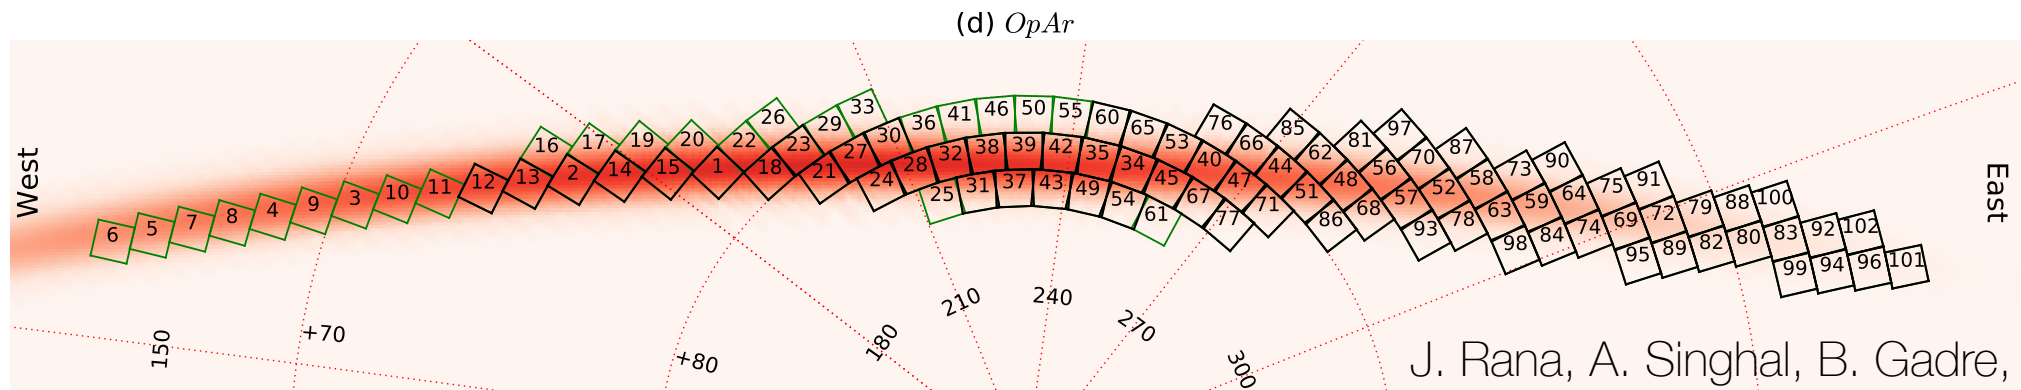 (d) OpAr
West
East
6 5 7 8 4 9 3 10 11 12 13 2 14 15 1 18 21 27 30
16 17 19 20 22 26 23 29 33 36 41 46 50 55 60 65 53 40 47
24 28 32 38 39 42 35 34 45 67 77 71
25 31 37 43 49 54 61
76 66 44 51 86 85 62 48 68 81 56 57 93 97 70 52 78 87 58 63 98
73 59 84 90 64 74 75 69 95 91 72 89 79 82 88 80 100 83 99 92 94 102 96 101
150 +70 +80 180 210 240 270 300
J. Rana, A. Singhal, B. Gadre,